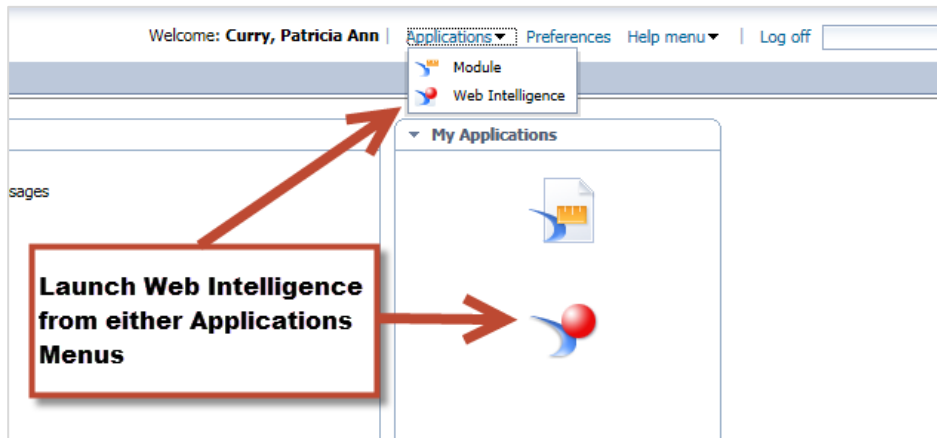 Welcome: Curry, Patricia Ann | Applications▼ Preferences Help menu▼ | Log off
Module
Web Intelligence
My Applications
sages
Launch Web Intelligence
from either Applications
Menus